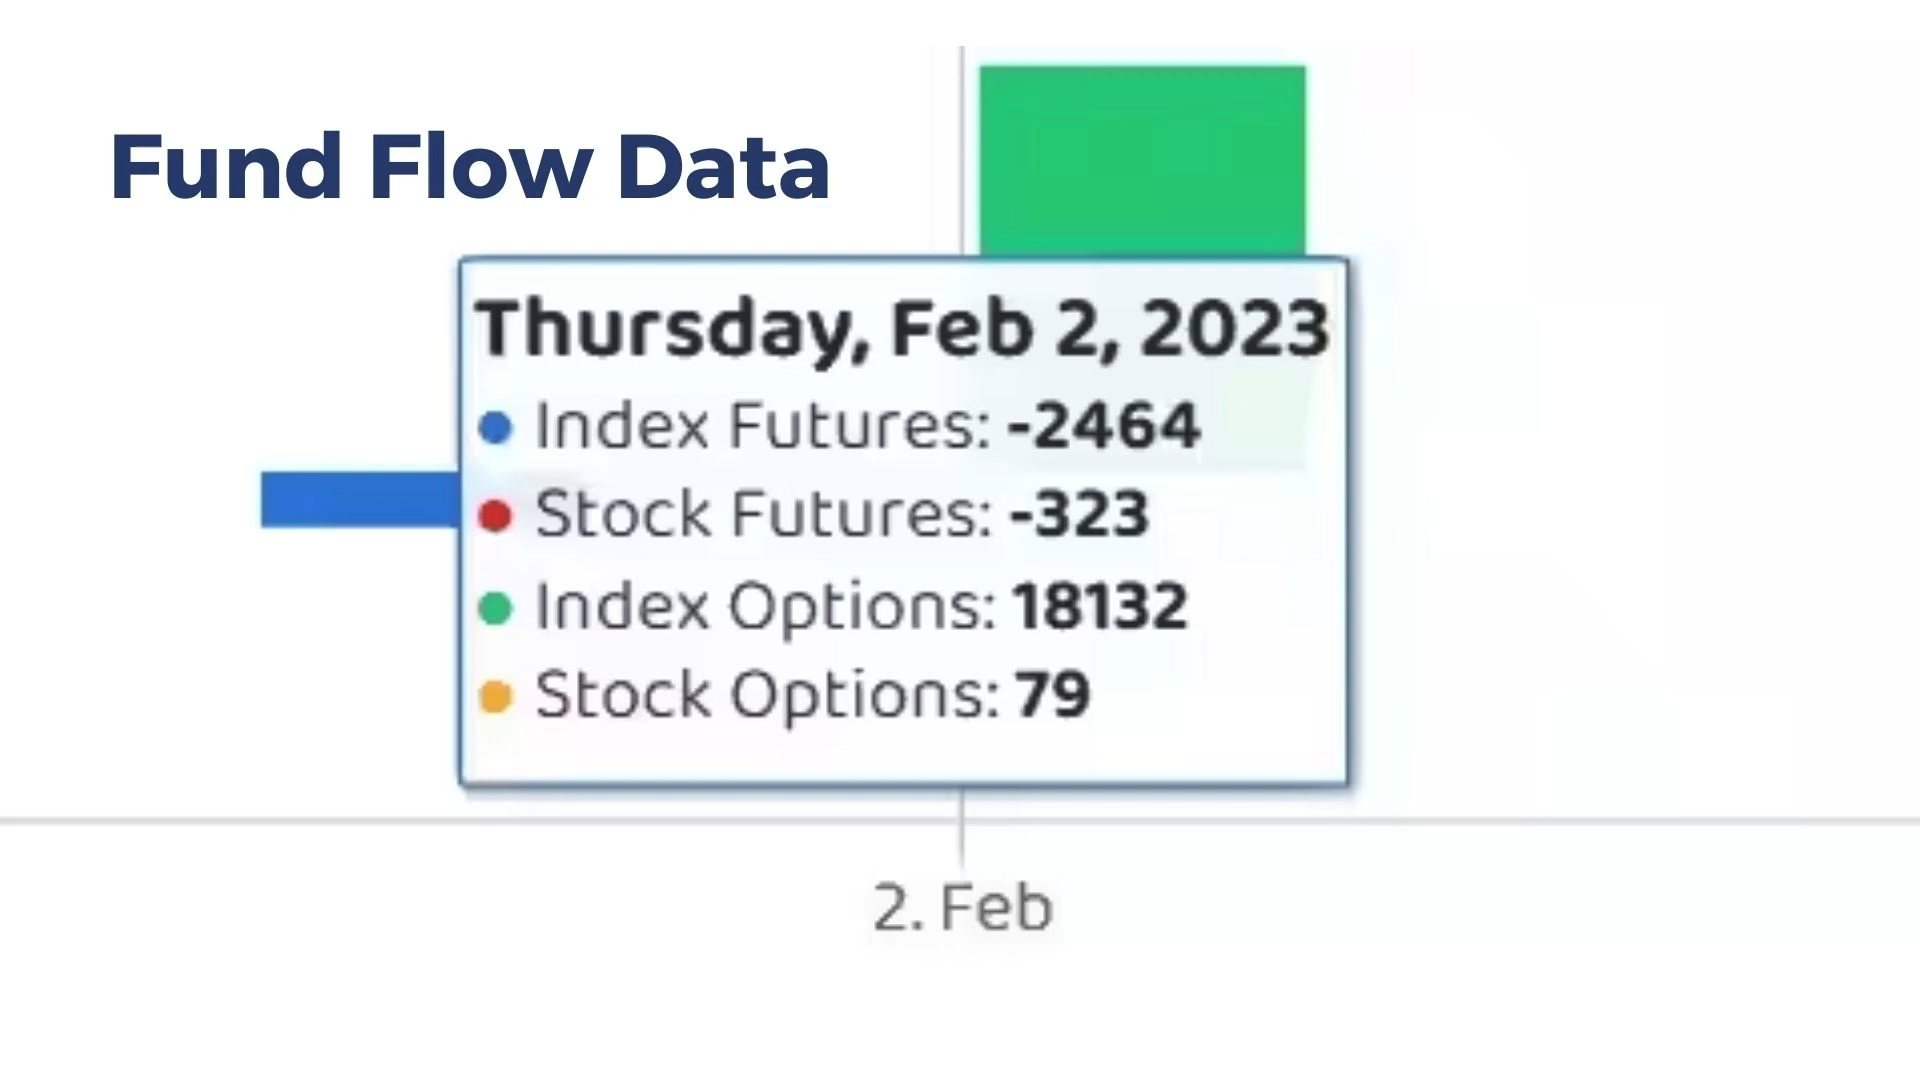 Fund Flow Data
Thursday, Feb 2, 2023
Index Futures: -2464
Stock Futures: -323
Index Options: 18132
Stock Options: 79
2. Feb